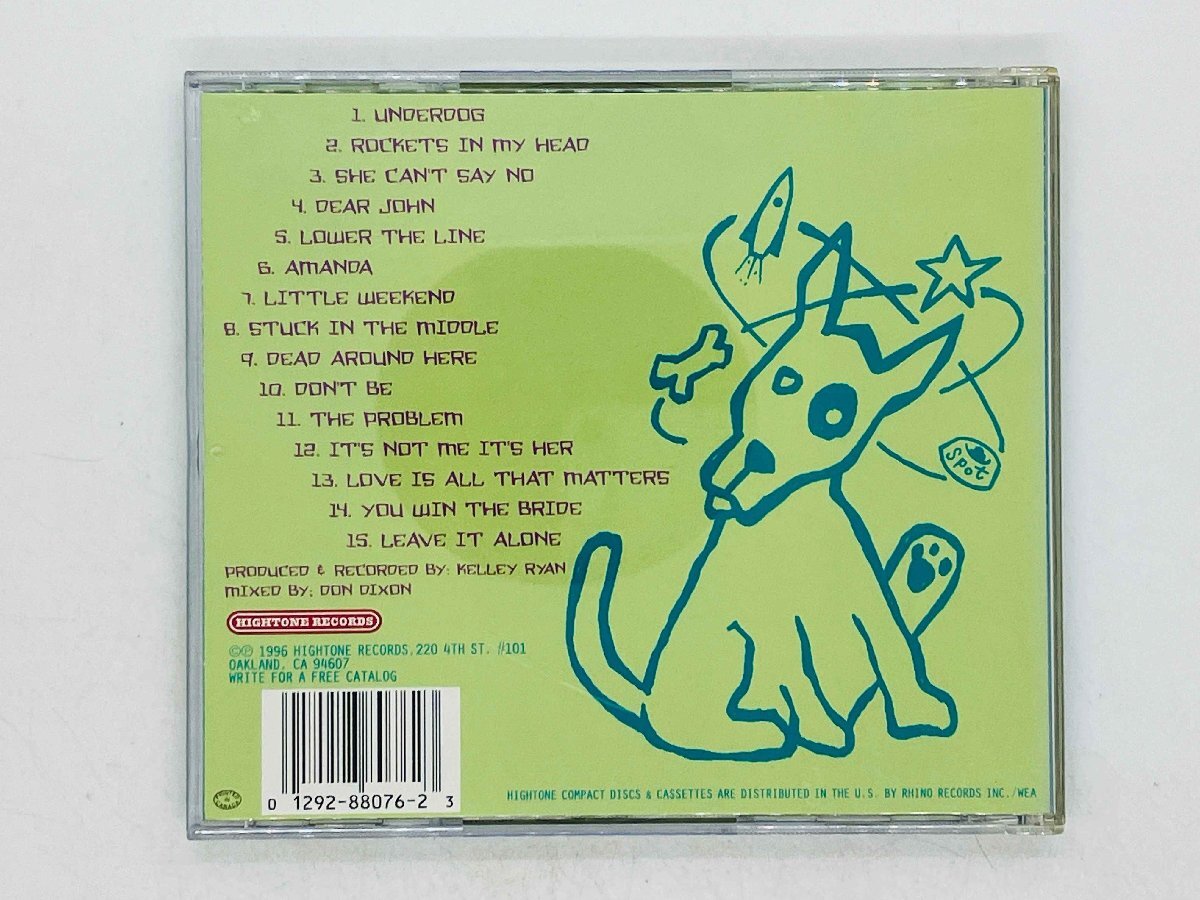 1. UNDERDOG
2. ROCKETS IN MY HEAD
3. SHE CAN'T SAY NO
4. DEAR JOHN
5. LOWER THE LINE
6. AMANDA
7. LITTLE WEEKEND
8. STUCK IN THE MIDDLE
9. DEAD AROUND HERE
10. DON'T BE
11. THE PROBLEM
12. IT'S NOT ME IT'S HER
13. LOVE IS ALL THAT MATTERS
14. YOU WIN THE BRIDE
15. LEAVE IT ALONE
PRODUCED & RECORDED BY: KELLEY RYAN
MIXED BY; DON DIXON
HIGHTONE RECORDS
©℗ 1996 HIGHTONE RECORDS, 220 4TH ST. #101
OAKLAND, CA 94607
WRITE FOR A FREE CATALOG
0 1292-88076-2 3
PRINTED IN CANADA
Spot
HIGHTONE COMPACT DISCS & CASSETTES ARE DISTRIBUTED IN THE U.S. BY RHINO RECORDS INC./WEA